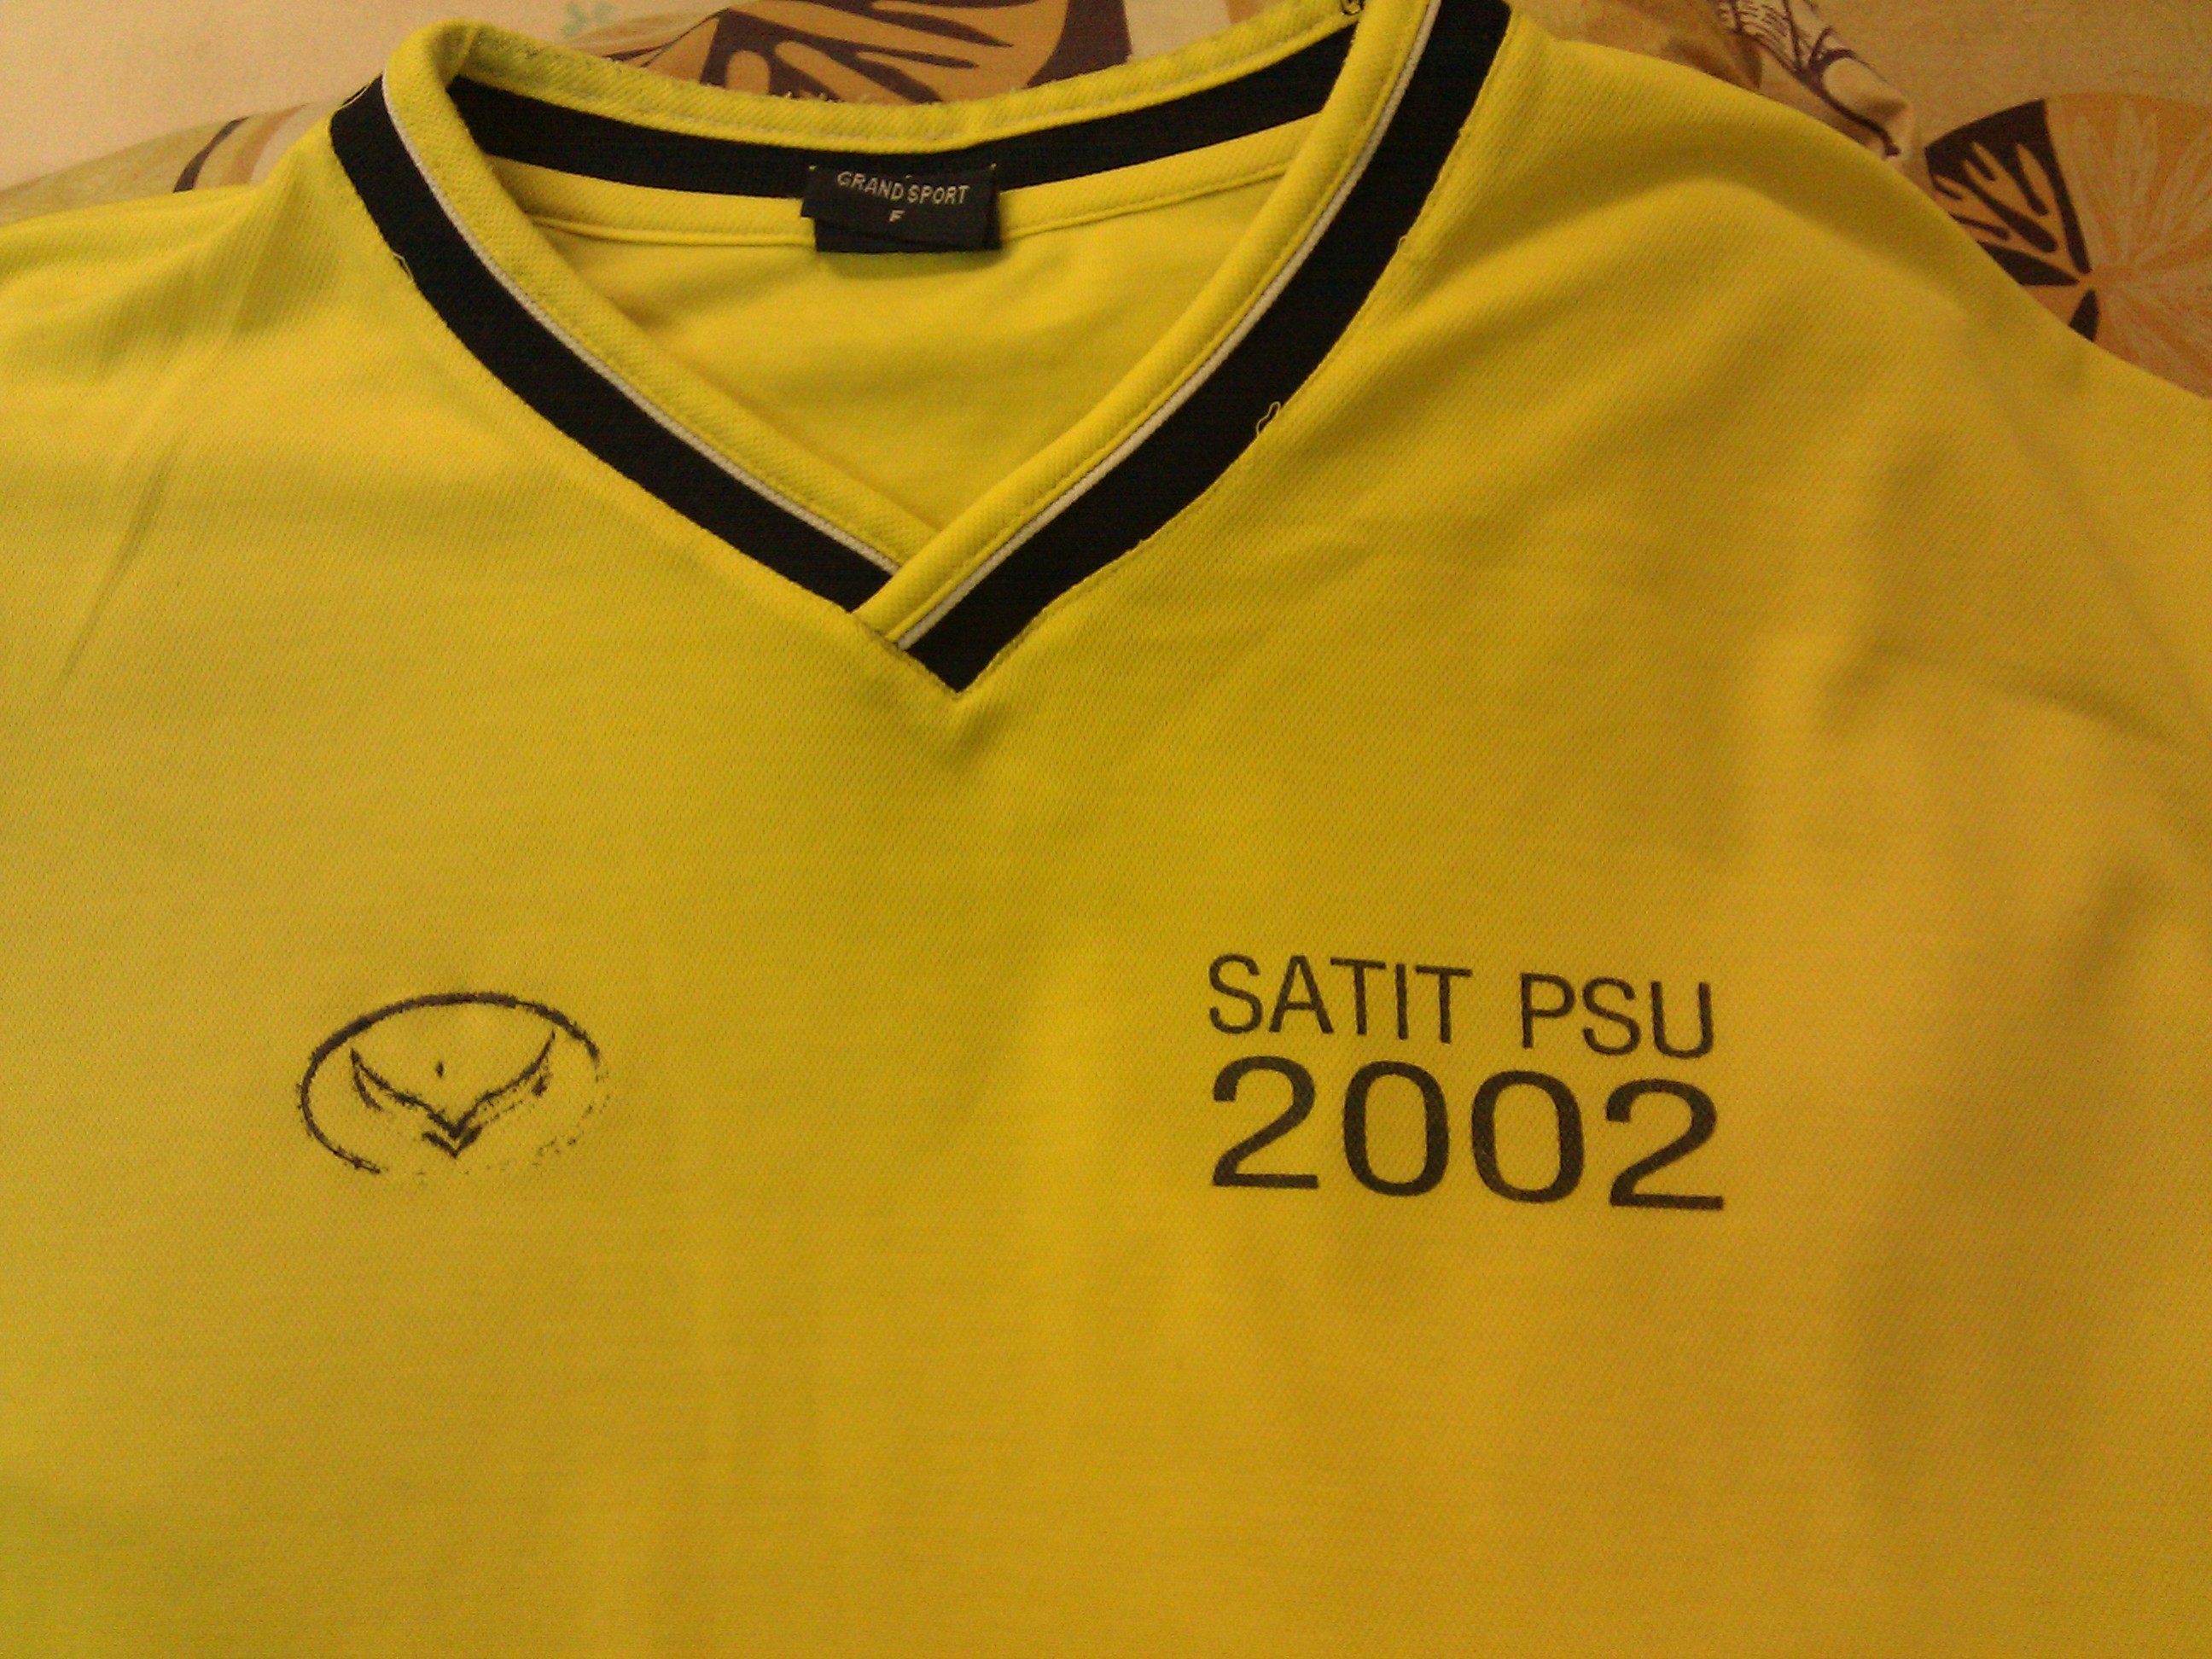 GRAND SPORT
F
SATIT PSU
2002